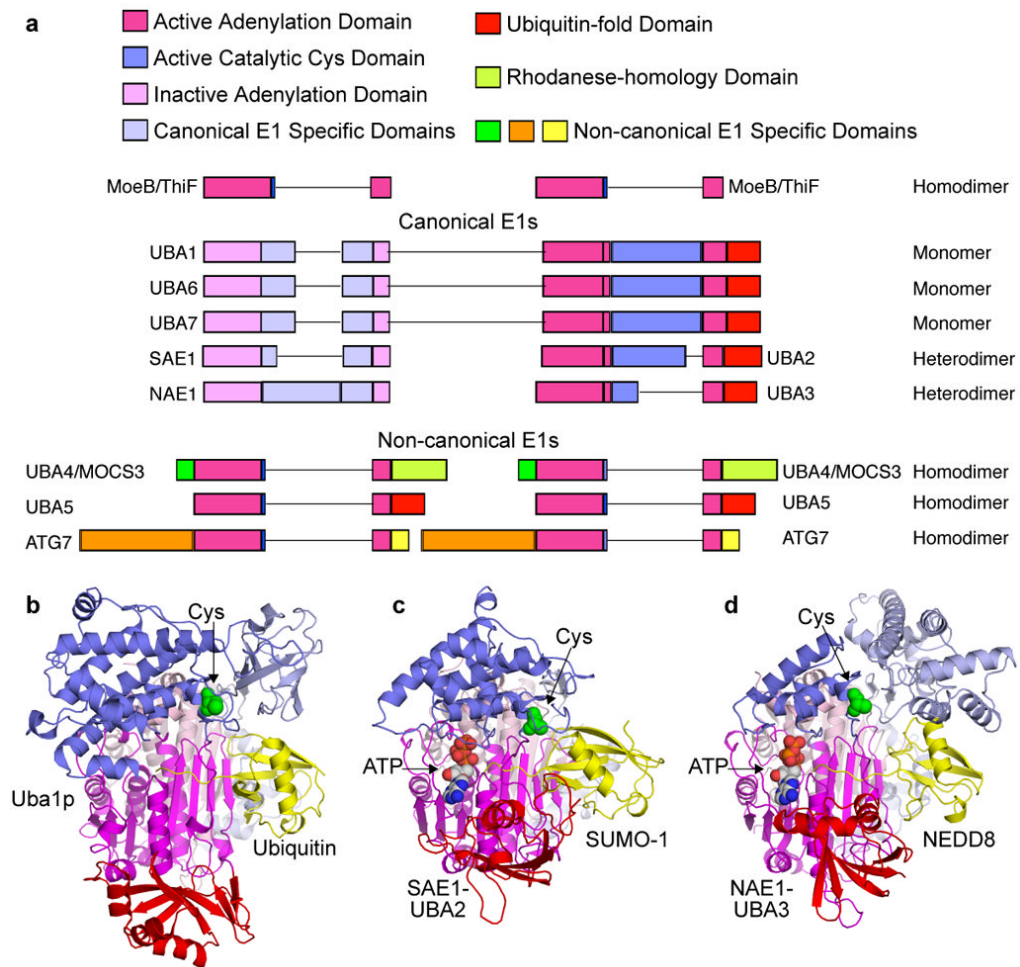 a
Active Adenylation Domain
Active Catalytic Cys Domain
Inactive Adenylation Domain
Canonical E1 Specific Domains
Ubiquitin-fold Domain
Rhodanese-homology Domain
Non-canonical E1 Specific Domains
MoeB/ThiF MoeB/ThiF Homodimer
Canonical E1s
UBA1 Monomer
UBA6 Monomer
UBA7 Monomer
SAE1 UBA2 Heterodimer
NAE1 UBA3 Heterodimer
Non-canonical E1s
UBA4/MOCS3 UBA4/MOCS3 Homodimer
UBA5 UBA5 Homodimer
ATG7 ATG7 Homodimer
b
Cys
Uba1p
Ubiquitin
c
Cys
ATP
SUMO-1
SAE1-
UBA2
d
Cys
ATP
NEDD8
NAE1-
UBA3